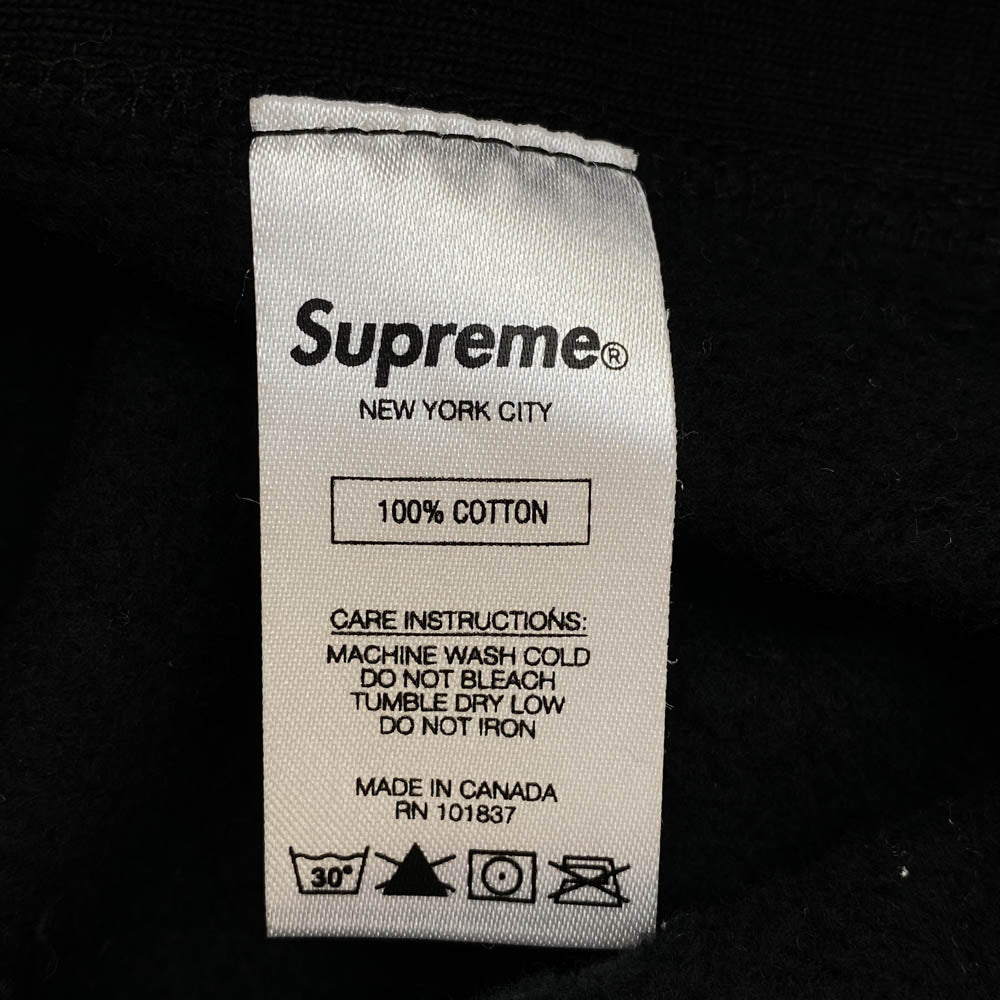 Supreme®
NEW YORK CITY
100% COTTON
CARE INSTRUCTIONS:
MACHINE WASH COLD
DO NOT BLEACH
TUMBLE DRY LOW
DO NOT IRON
MADE IN CANADA
RN 101837
30°